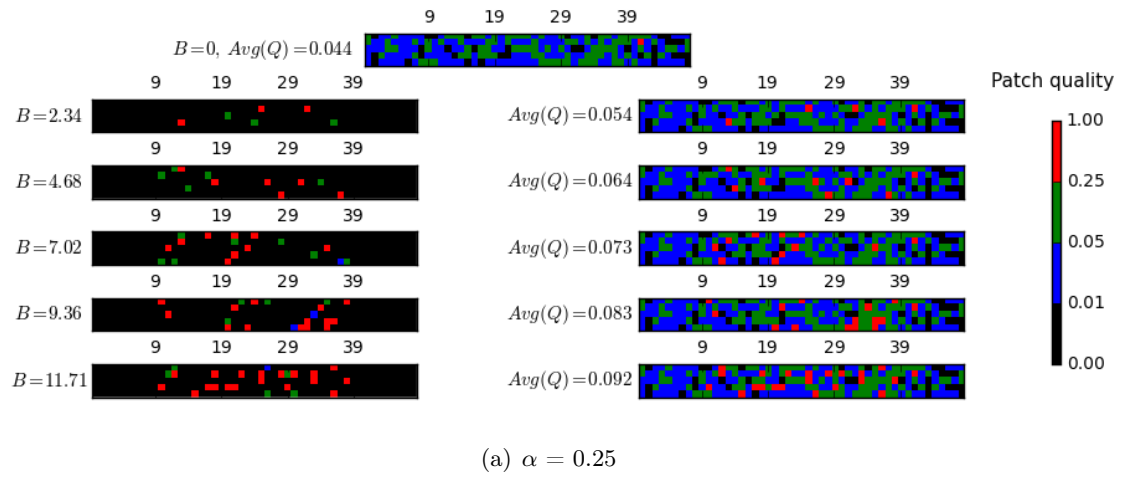 9 19 29 39
B=0, Avg(Q)=0.044
9 19 29 39 9 19 29 39
Patch quality
B=2.34 Avg(Q)=0.054 1.00
9 19 29 39 9 19 29 39
B=4.68 Avg(Q)=0.064 0.25
9 19 29 39 9 19 29 39
B=7.02 Avg(Q)=0.073 0.05
9 19 29 39 9 19 29 39
B=9.36 Avg(Q)=0.083 0.01
9 19 29 39 9 19 29 39
B=11.71 Avg(Q)=0.092 0.00
(a) α = 0.25